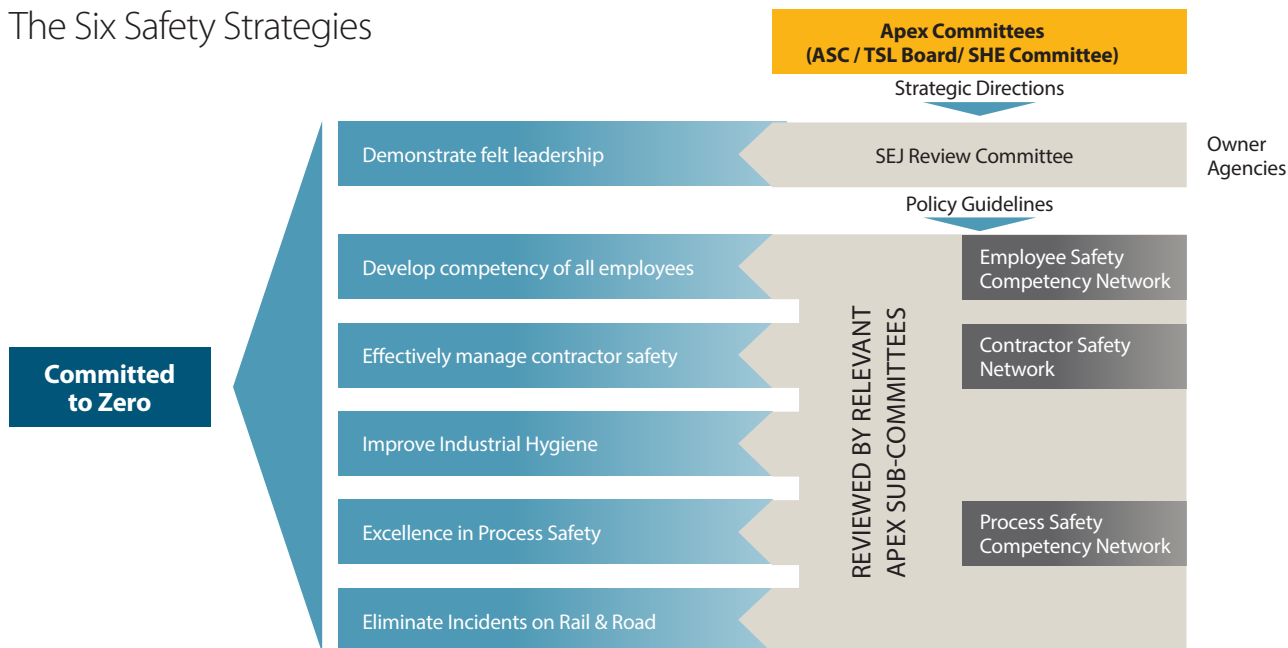 The Six Safety Strategies
Apex Committees
(ASC / TSL Board/ SHE Committee)
Strategic Directions
Demonstrate felt leadership
SEJ Review Committee
Owner
Agencies
Policy Guidelines
Develop competency of all employees
Employee Safety
Competency Network
Effectively manage contractor safety
Contractor Safety
Network
Committed
to Zero
Improve Industrial Hygiene
REVIEWED BY RELEVANT
APEX SUB-COMMITTEES
Excellence in Process Safety
Process Safety
Competency Network
Eliminate Incidents on Rail & Road